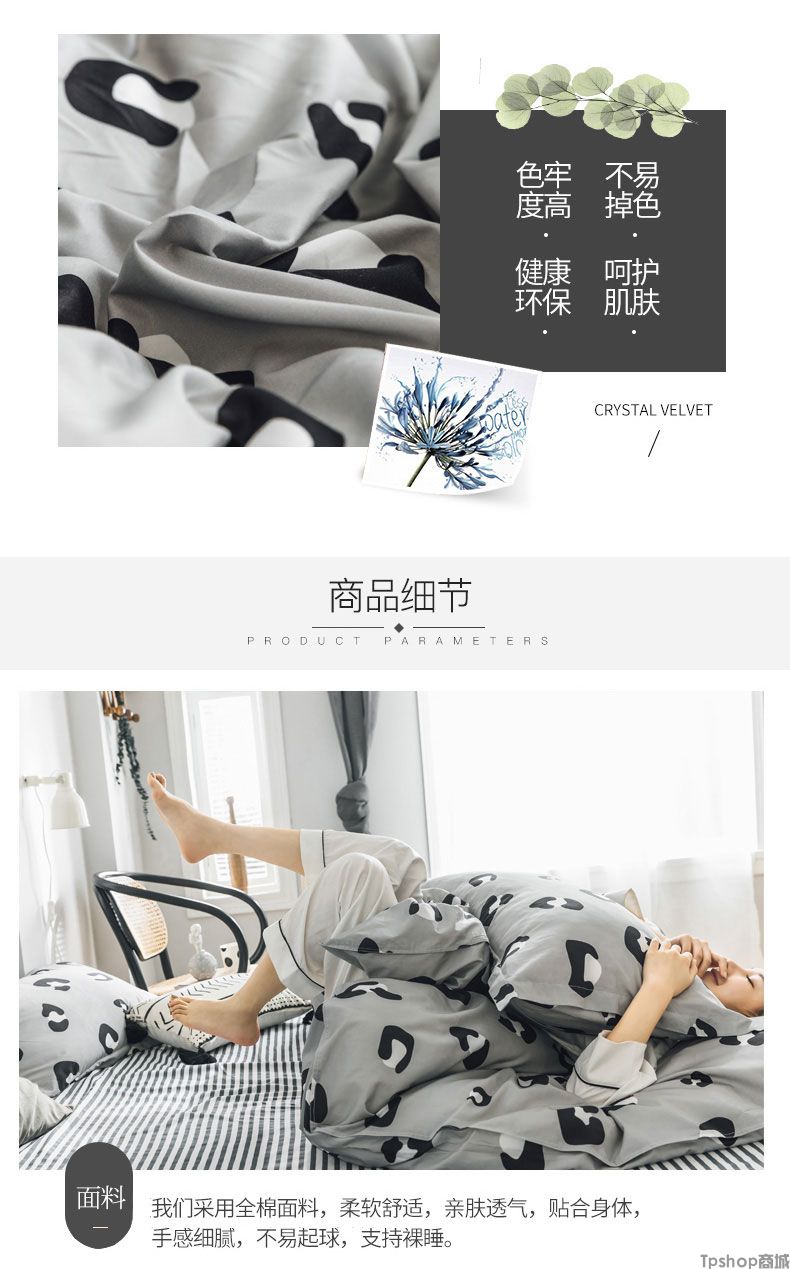 色牢 不易
度高 掉色
健康 呵护
环保 肌肤
water
CRYSTAL VELVET
商品细节
PRODUCT PARAMETERS
面料
我们采用全棉面料，柔软舒适，亲肤透气，贴合身体，
手感细腻，不易起球，支持裸睡。
Tpshop商城